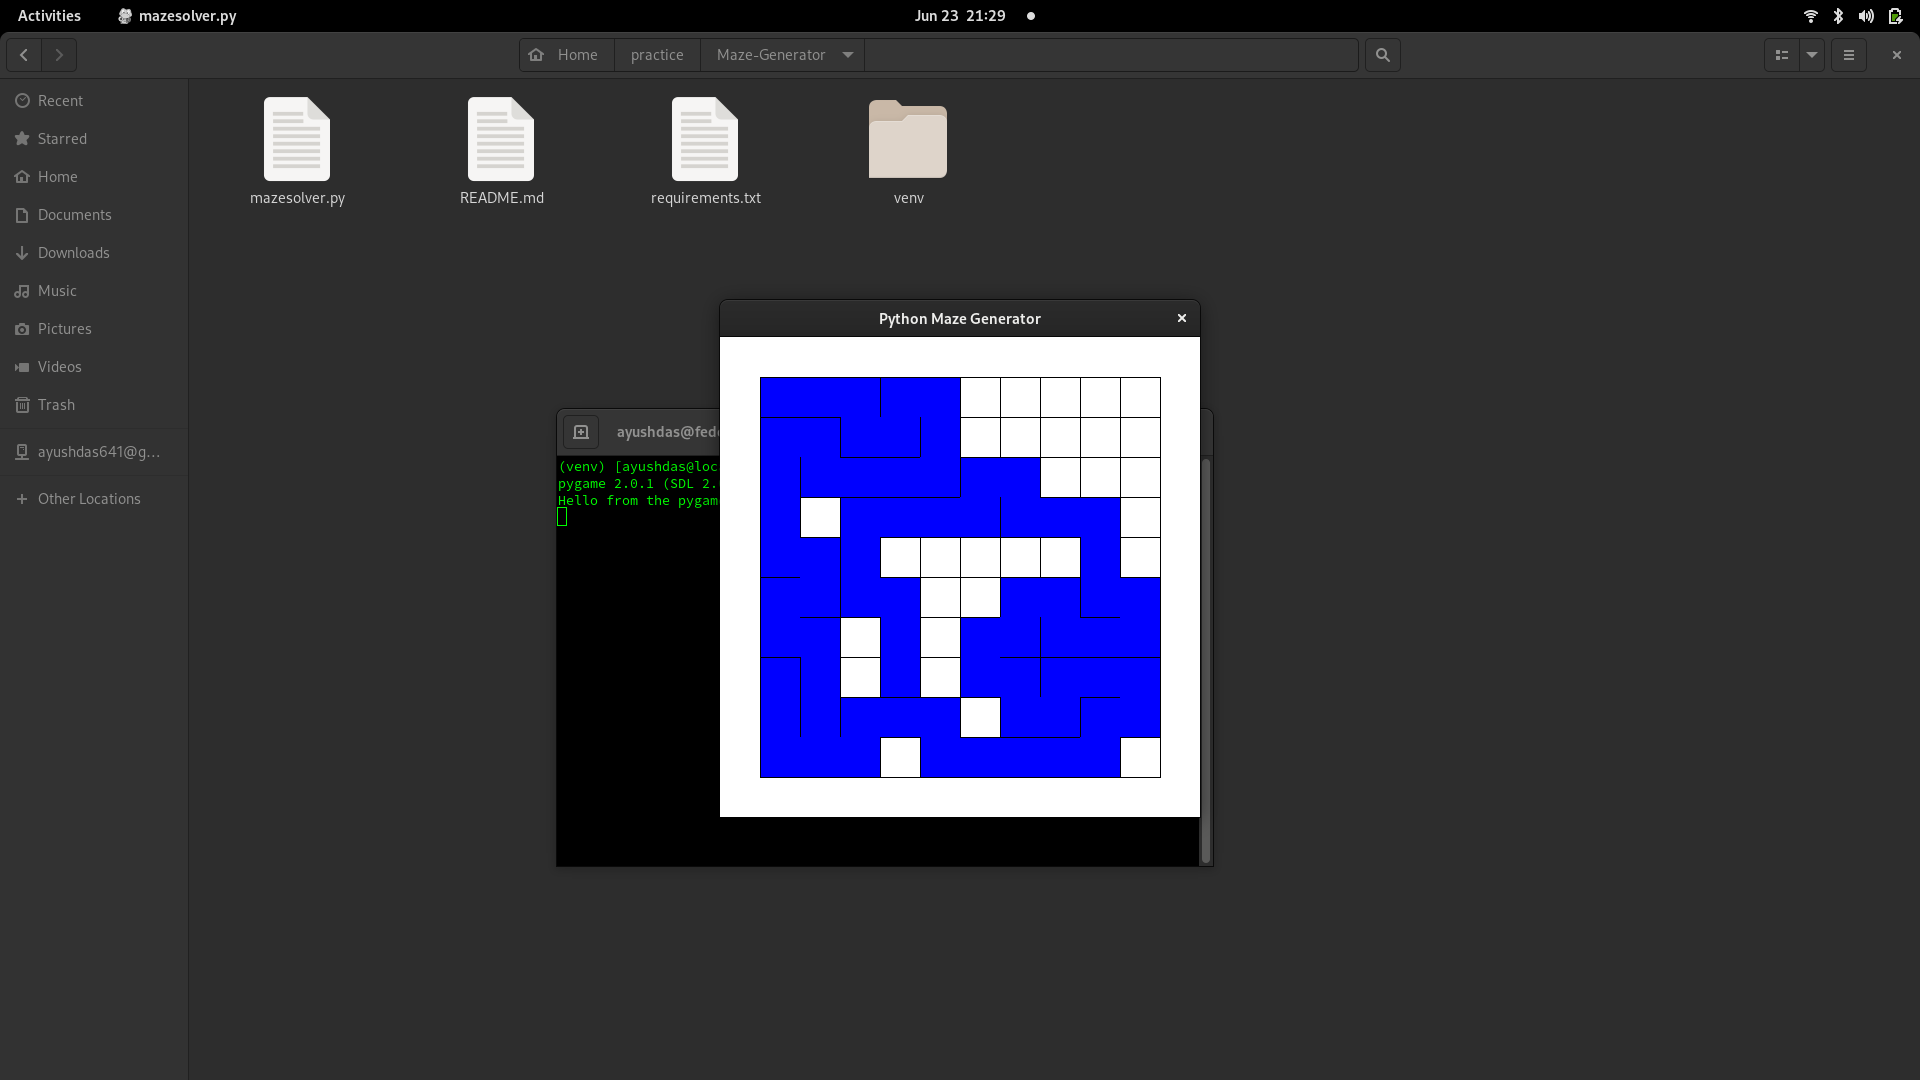 Activities mazesolver.py Jun 23 21:29
Home practice Maze-Generator
Recent
Starred
Home
Documents
Downloads
Music
Pictures
Videos
Trash
ayushdas641@g...
Other Locations
mazesolver.py README.md requirements.txt venv
Python Maze Generator
ayushdas@fed
(venv) [ayushdas@loc
pygame 2.0.1 (SDL 2.
Hello from the pygam